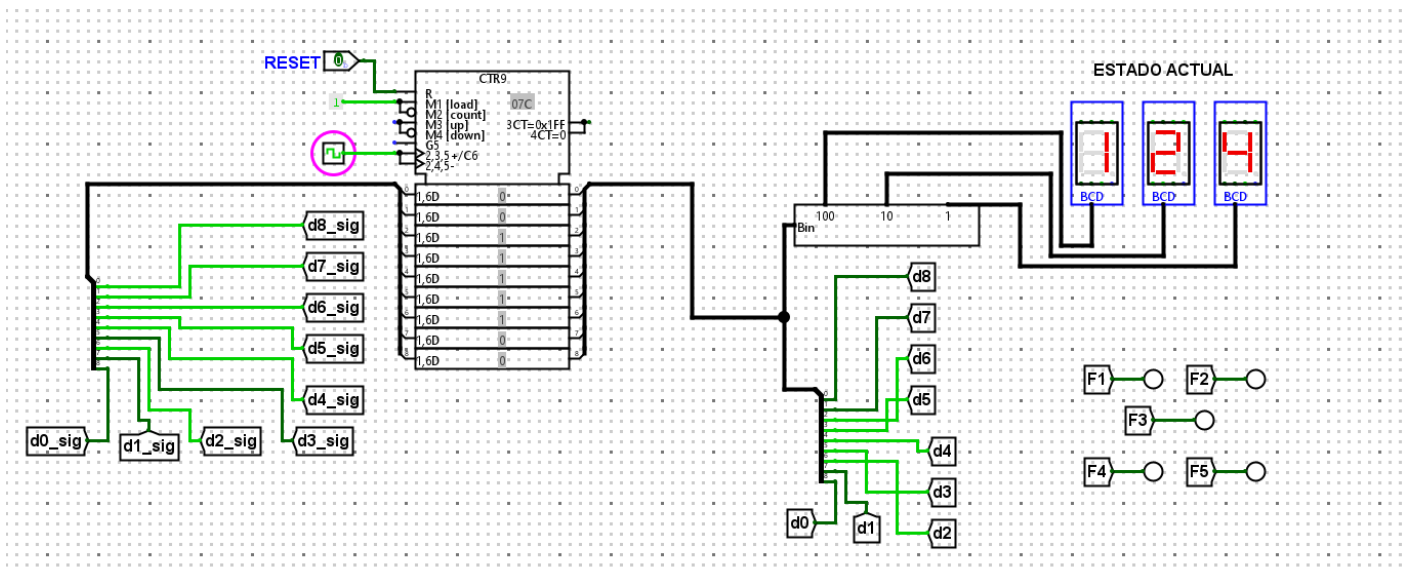 RESET 0
1
CTR9
R
M1 [load]
M2 [count]
M3 [up]
M4 [down]
G5
2,3,5+/C6
2,4,5-
07C
3CT=0x1FF
4CT=0
1,6D 0
1,6D 0
1,6D 1
1,6D 1
1,6D 1
1,6D 1
1,6D 1
1,6D 0
1,6D 0
d8_sig
d7_sig
d6_sig
d5_sig
d4_sig
d0_sig
d1_sig
d2_sig
d3_sig
100 10 1
Bin
ESTADO ACTUAL
1 2 4
BCD BCD BCD
d8
d7
d6
d5
d4
d3
d2
d0
d1
F1 F2
F3
F4 F5